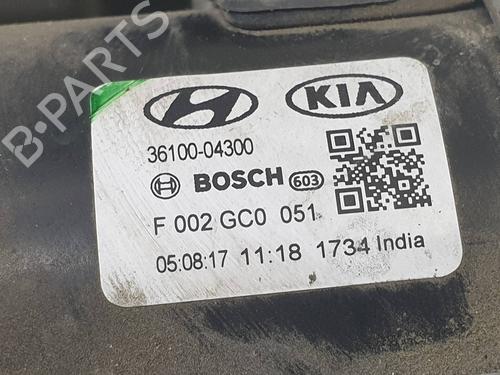 KIA
36100-04300
BOSCH 603
F 002 GC0 051
05:08:17 11:18 1734 India
B-PARTS